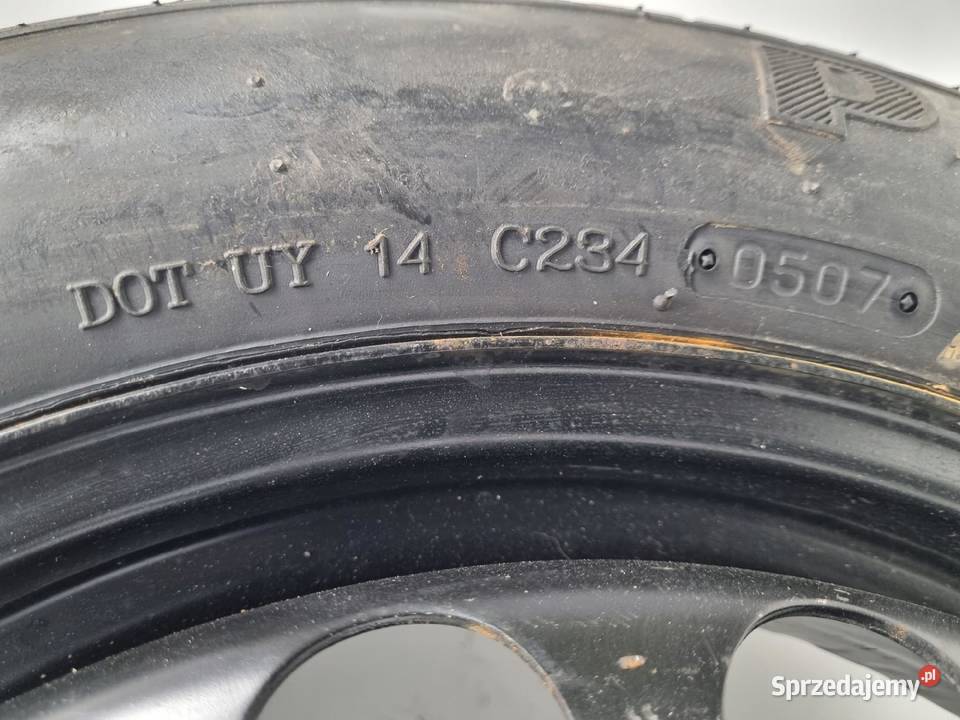 P
DOT UY 14 C234 0507
Sprzedajemy.pl